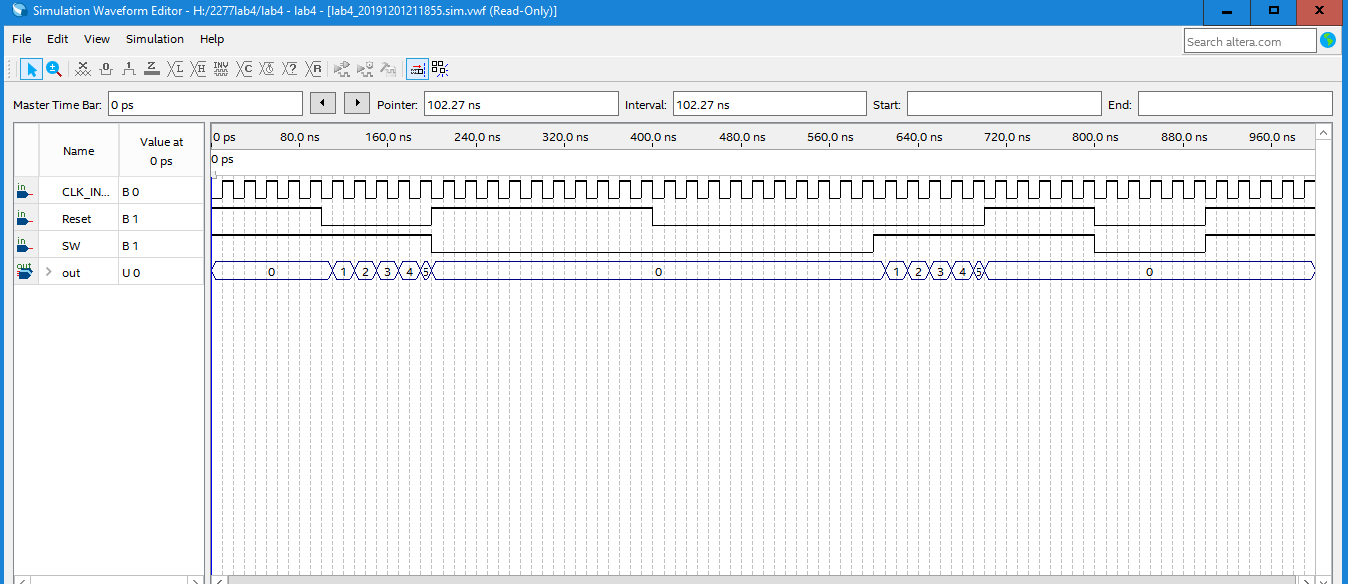 Simulation Waveform Editor - H:/2277lab4/lab4 - lab4 - [lab4_20191201211855.sim.vwf (Read-Only)]
File Edit View Simulation Help
Search altera.com
Master Time Bar: 0 ps Pointer: 102.27 ns Interval: 102.27 ns Start: End:
Name Value at 0 ps
0 ps 80.0 ns 160.0 ns 240.0 ns 320.0 ns 400.0 ns 480.0 ns 560.0 ns 640.0 ns 720.0 ns 800.0 ns 880.0 ns 960.0 ns
0 ps
in CLK_IN... B 0
in Reset B 1
in SW B 1
out out U 0 0 1 2 3 4 5 0 1 2 3 4 5 0